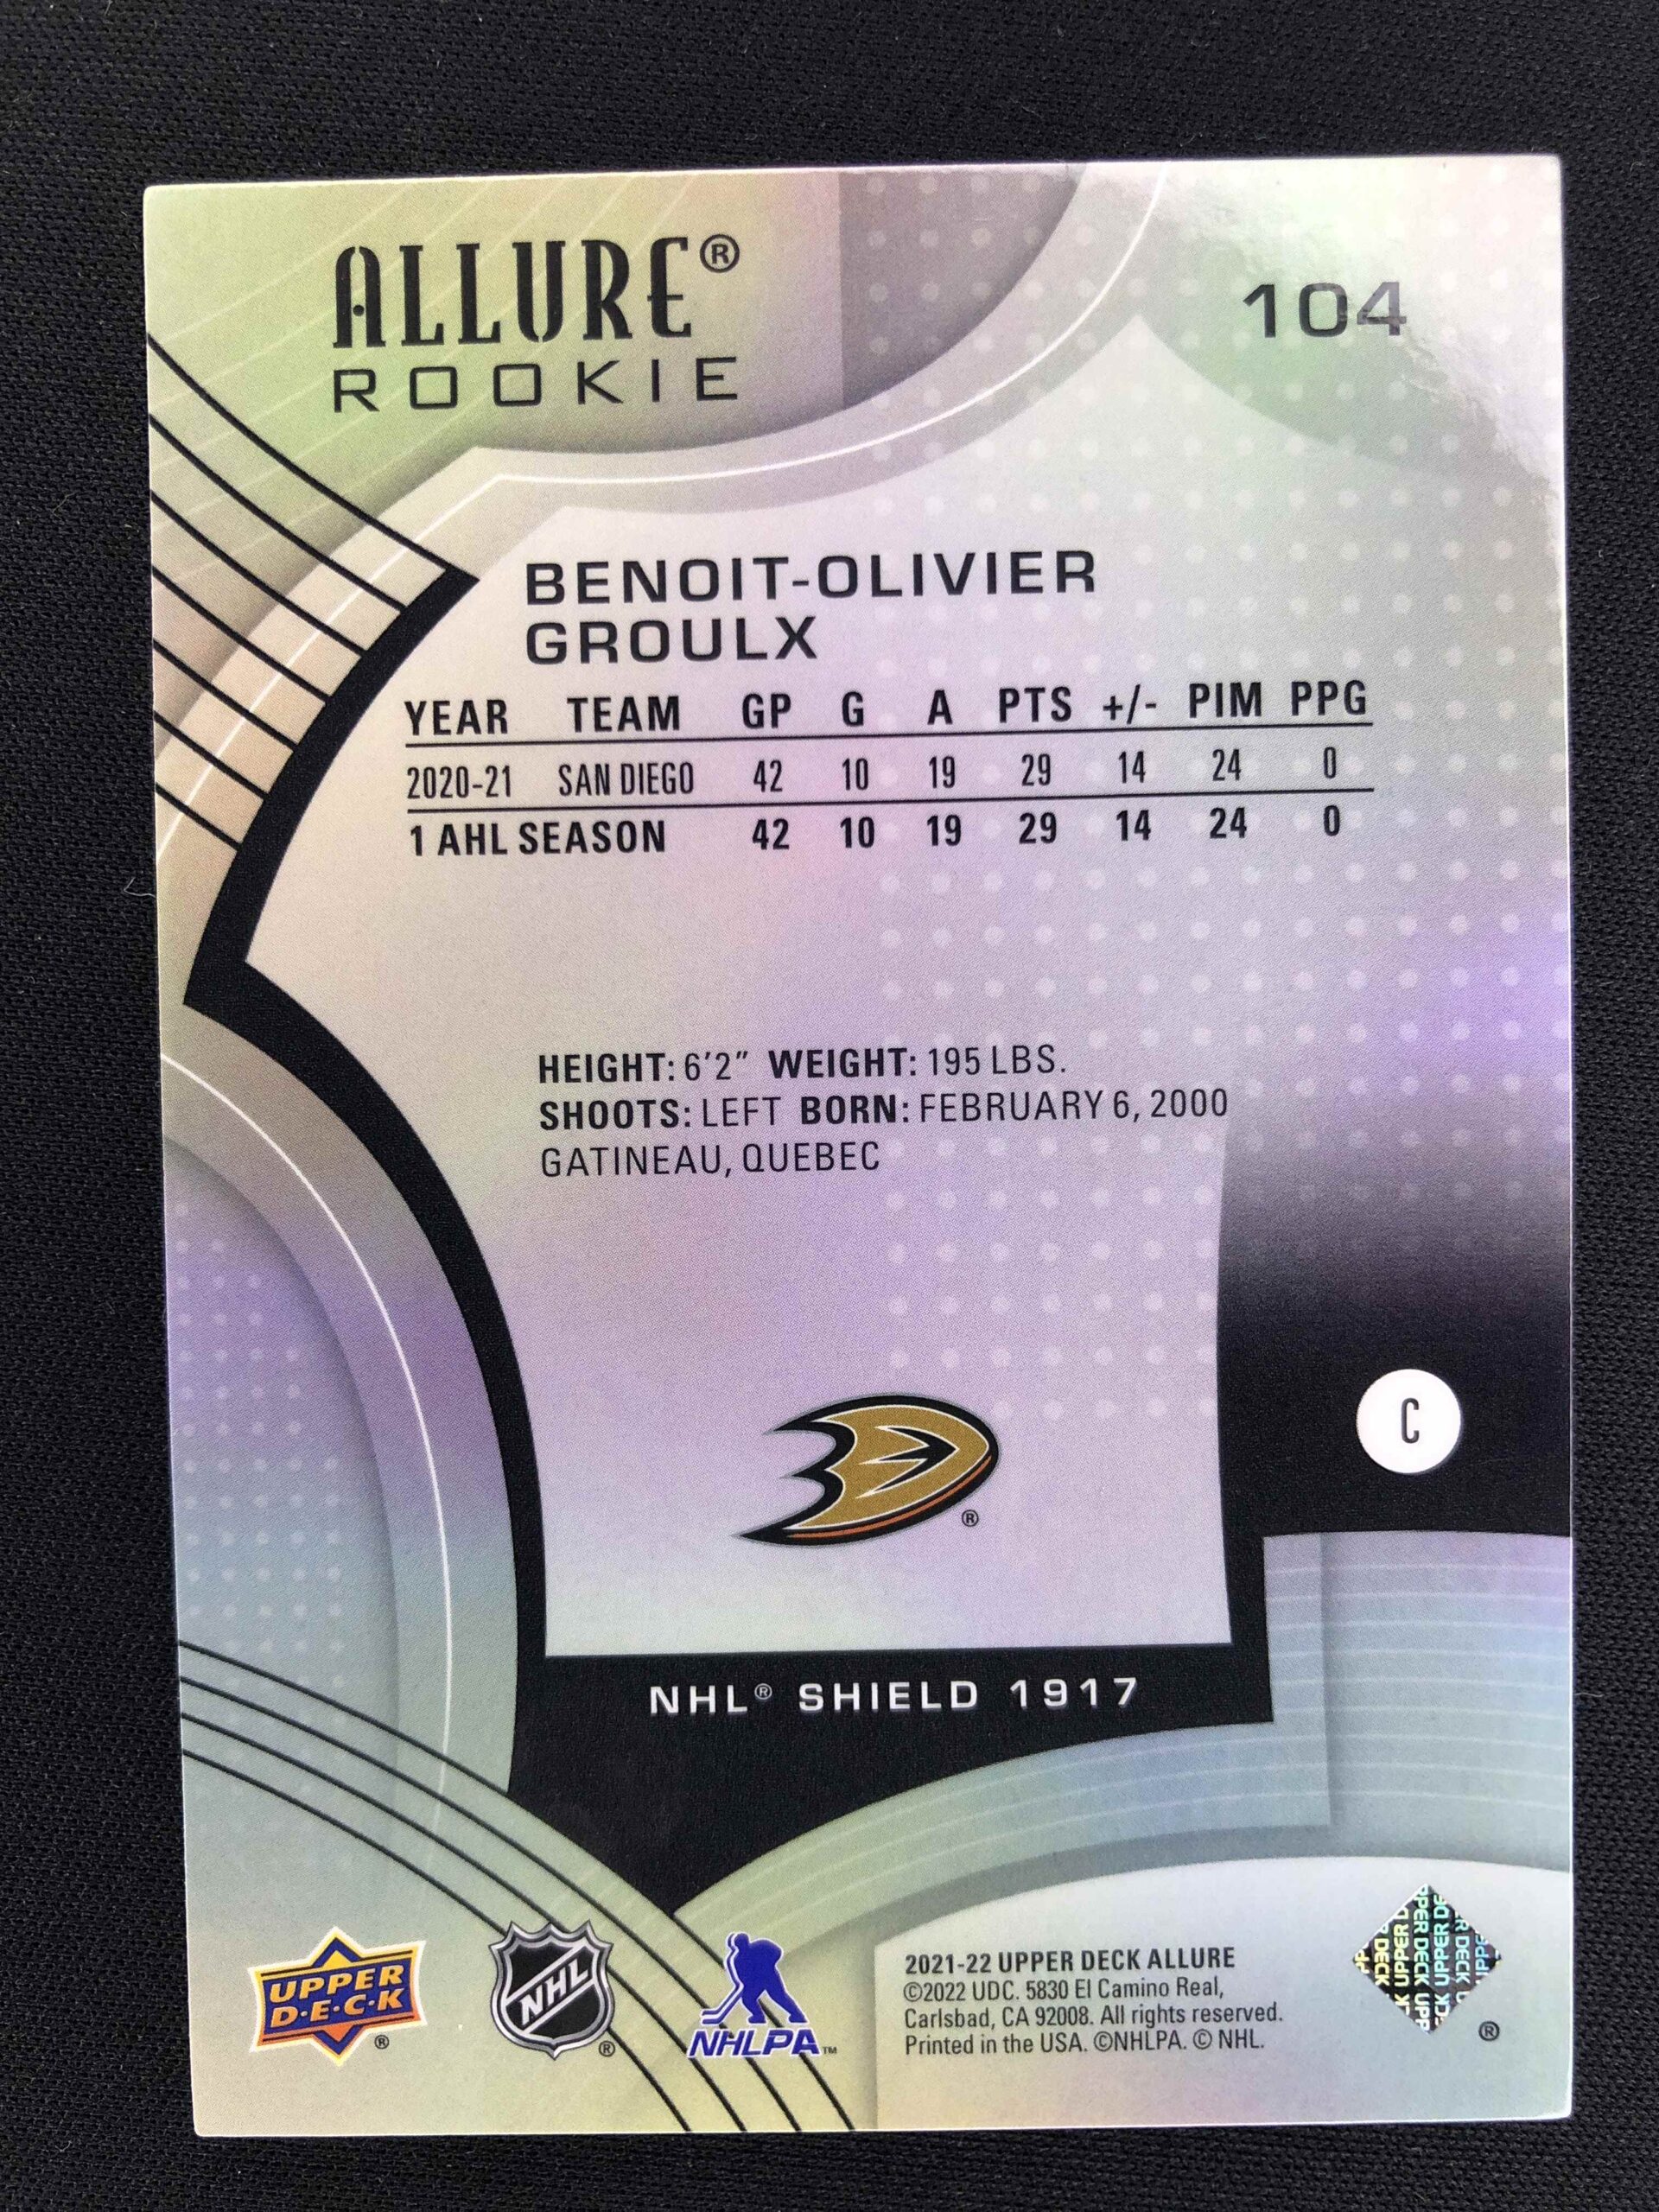 ALLURE®
ROOKIE
104
BENOIT-OLIVIER
GROULX
YEAR TEAM GP G A PTS +/- PIM PPG
2020-21 SAN DIEGO 42 10 19 29 14 24 0
1 AHL SEASON 42 10 19 29 14 24 0
HEIGHT: 6'2" WEIGHT: 195 LBS.
SHOOTS: LEFT BORN: FEBRUARY 6, 2000
GATINEAU, QUEBEC
®
C
NHL® SHIELD 1917
UPPER
D·E·C·K
®
NHL
®
NHLPA™
2021-22 UPPER DECK ALLURE
©2022 UDC. 5830 El Camino Real,
Carlsbad, CA 92008. All rights reserved.
Printed in the USA. ©NHLPA. © NHL.
UPPER DECK
®